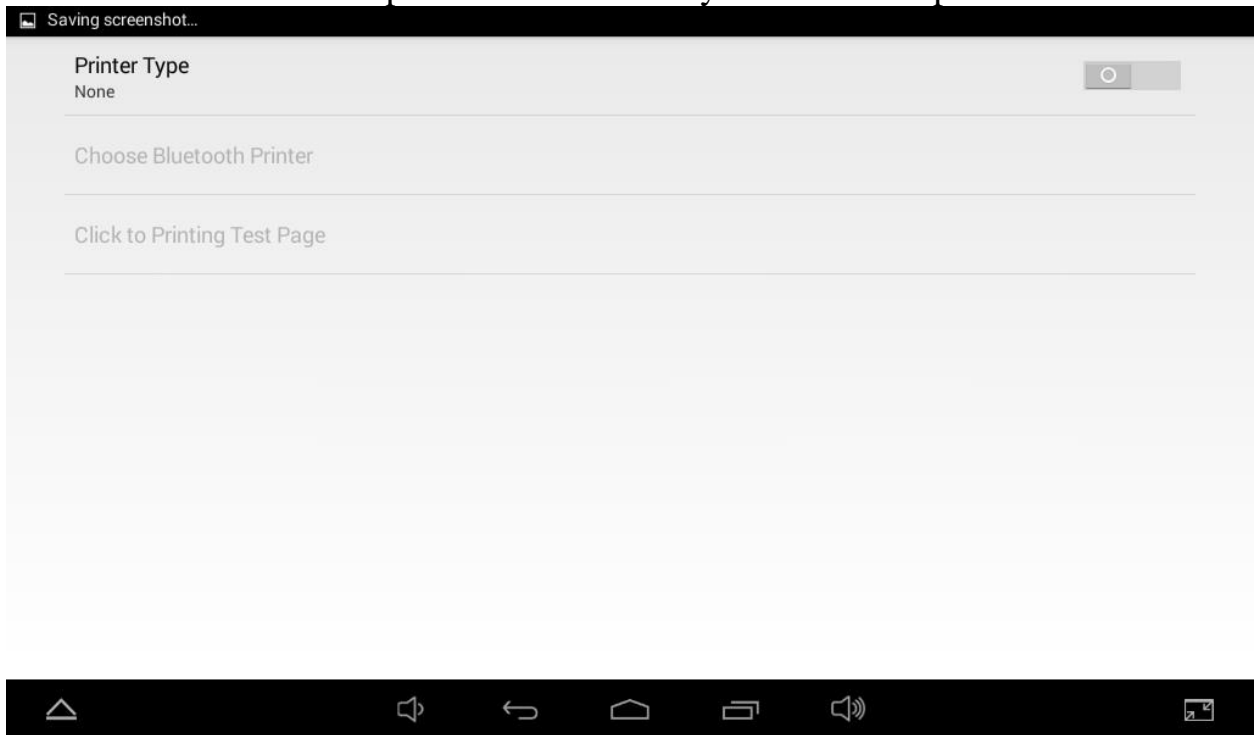 Saving screenshot...
Printer Type
None
Choose Bluetooth Printer
Click to Printing Test Page